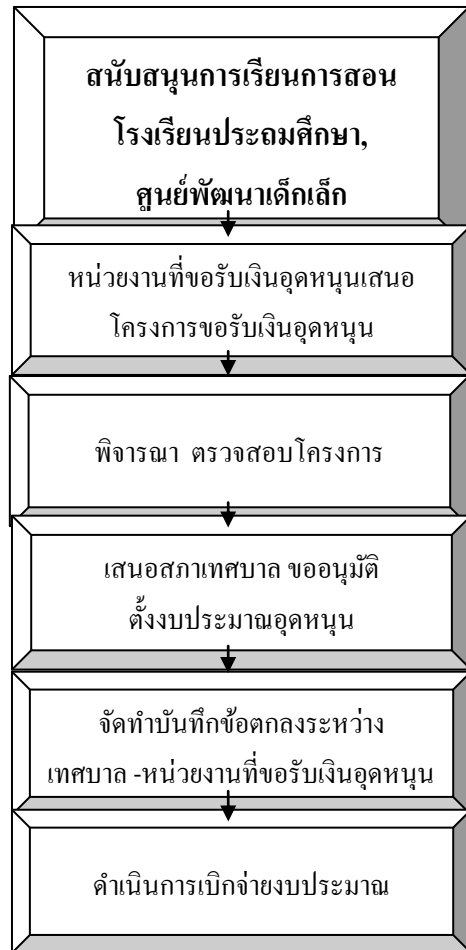 สนับสนุนการเรียนการสอน
โรงเรียนประถมศึกษา,
ศูนย์พัฒนาเด็กเล็ก
หน่วยงานที่ขอรับเงินอุดหนุนเสนอ
โครงการขอรับเงินอุดหนุน
พิจารณา ตรวจสอบโครงการ
เสนอสภาเทศบาล ขออนุมัติ
ตั้งงบประมาณอุดหนุน
จัดทำบันทึกข้อตกลงระหว่าง
เทศบาล -หน่วยงานที่ขอรับเงินอุดหนุน
ดำเนินการเบิกจ่ายงบประมาณ